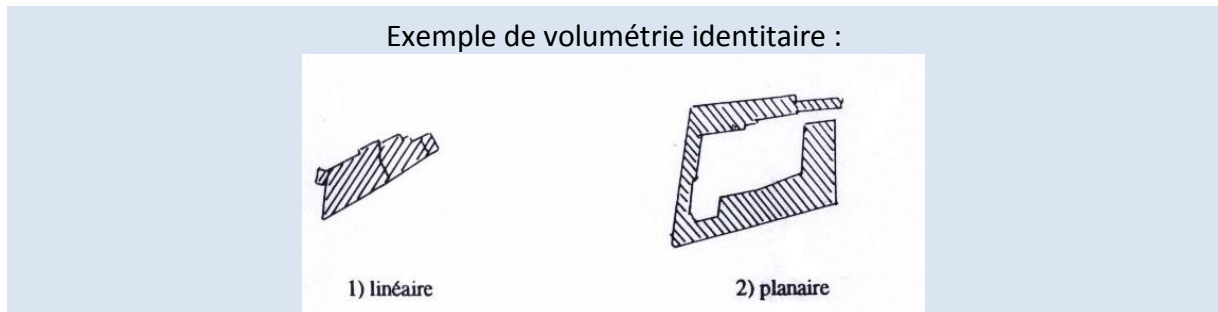 Exemple de volumétrie identitaire :
1) linéaire
2) planaire